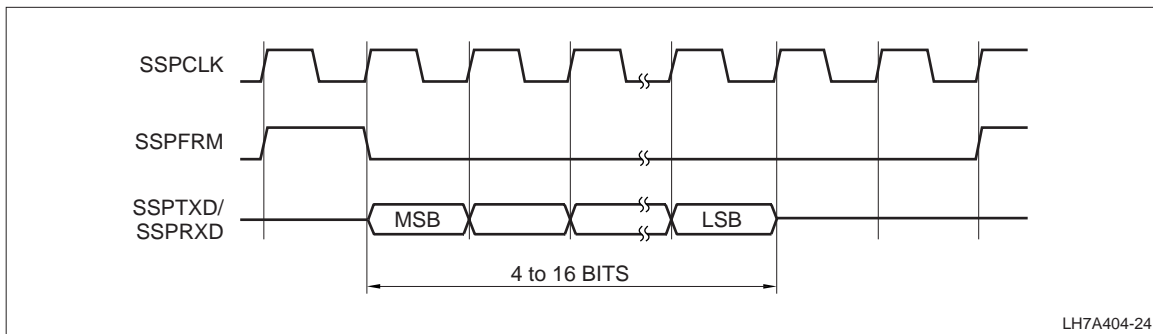 SSPCLK
SSPFRM
SSPTXD/
SSPRXD
MSB
LSB
4 to 16 BITS
LH7A404-24